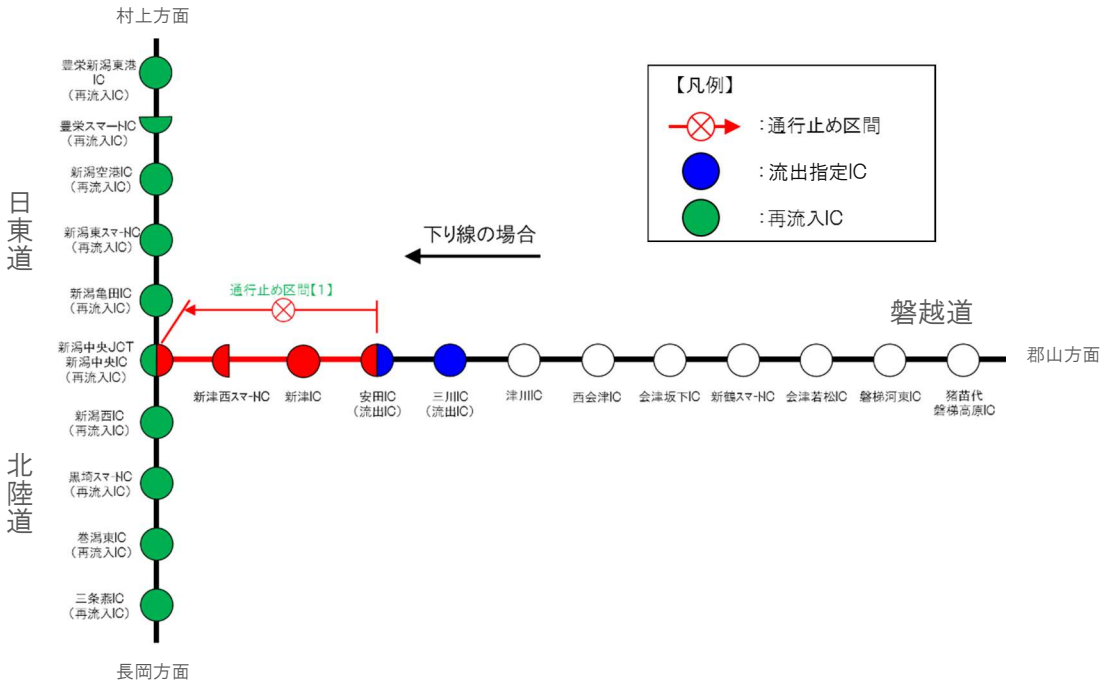 村上方面
豊栄新潟東港
IC
(再流入IC)
豊栄スマートIC
(再流入IC)
新潟空港IC
(再流入IC)
新潟東スマートIC
(再流入IC)
新潟亀田IC
(再流入IC)
新潟中央JCT
新潟中央IC
(再流入IC)
新潟西IC
(再流入IC)
黒埼スマートIC
(再流入IC)
巻潟東IC
(再流入IC)
三条燕IC
(再流入IC)
長岡方面
日東道
北陸道
【凡例】
:通行止め区間
:流出指定IC
:再流入IC
下り線の場合
通行止め区間【1】
磐越道
郡山方面
新津西スマートIC
新津IC
安田IC
(流出IC)
三川IC
(流出IC)
津川IC
西会津IC
会津坂下IC
新鶴スマートIC
会津若松IC
磐梯河東IC
猪苗代
磐梯高原IC